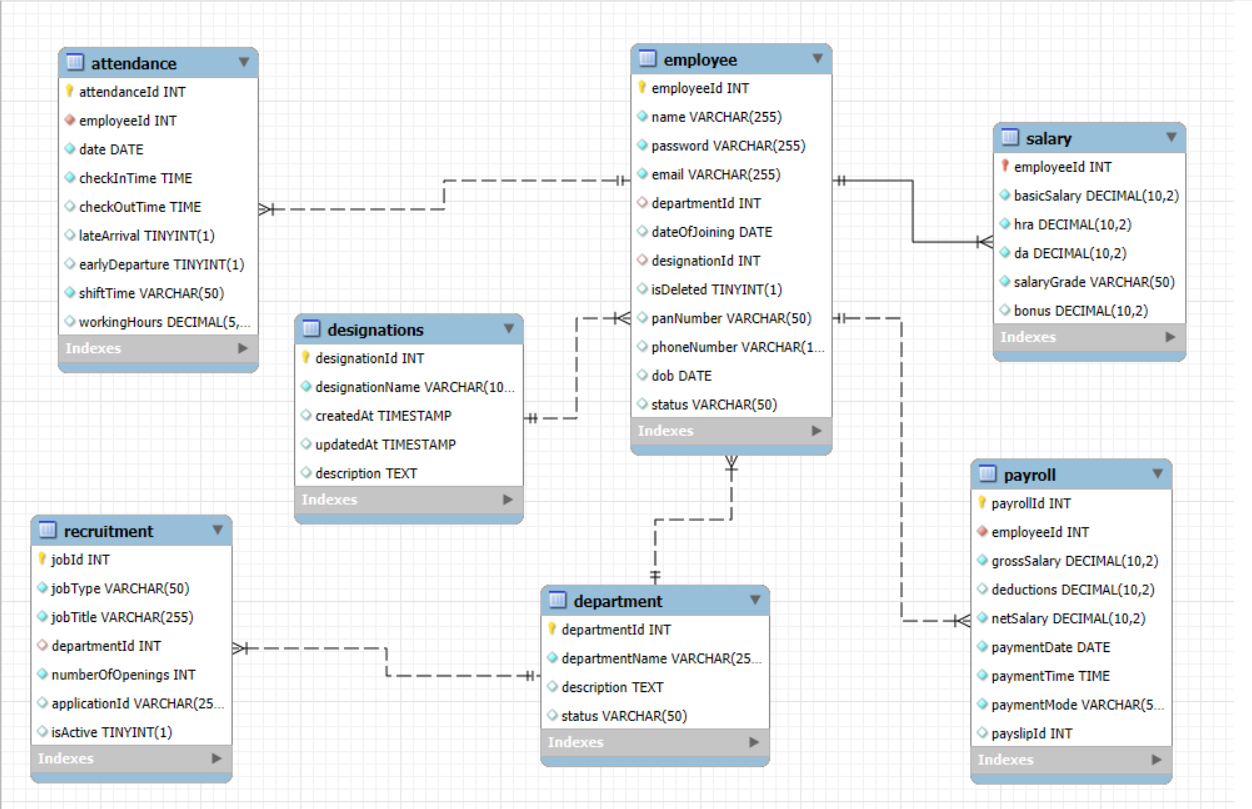 attendance
attendanceId INT
employeeId INT
date DATE
checkInTime TIME
checkOutTime TIME
lateArrival TINYINT(1)
earlyDeparture TINYINT(1)
shiftTime VARCHAR(50)
workingHours DECIMAL(5,...
Indexes
employee
employeeId INT
name VARCHAR(255)
password VARCHAR(255)
email VARCHAR(255)
departmentId INT
dateOfJoining DATE
designationId INT
isDeleted TINYINT(1)
panNumber VARCHAR(50)
phoneNumber VARCHAR(1...
dob DATE
status VARCHAR(50)
Indexes
salary
employeeId INT
basicSalary DECIMAL(10,2)
hra DECIMAL(10,2)
da DECIMAL(10,2)
salaryGrade VARCHAR(50)
bonus DECIMAL(10,2)
Indexes
designations
designationId INT
designationName VARCHAR(10...
createdAt TIMESTAMP
updatedAt TIMESTAMP
description TEXT
Indexes
recruitment
jobId INT
jobType VARCHAR(50)
jobTitle VARCHAR(255)
departmentId INT
numberOfOpenings INT
applicationId VARCHAR(25...
isActive TINYINT(1)
Indexes
department
departmentId INT
departmentName VARCHAR(25...
description TEXT
status VARCHAR(50)
Indexes
payroll
payrollId INT
employeeId INT
grossSalary DECIMAL(10,2)
deductions DECIMAL(10,2)
netSalary DECIMAL(10,2)
paymentDate DATE
paymentTime TIME
paymentMode VARCHAR(5...
payslipId INT
Indexes